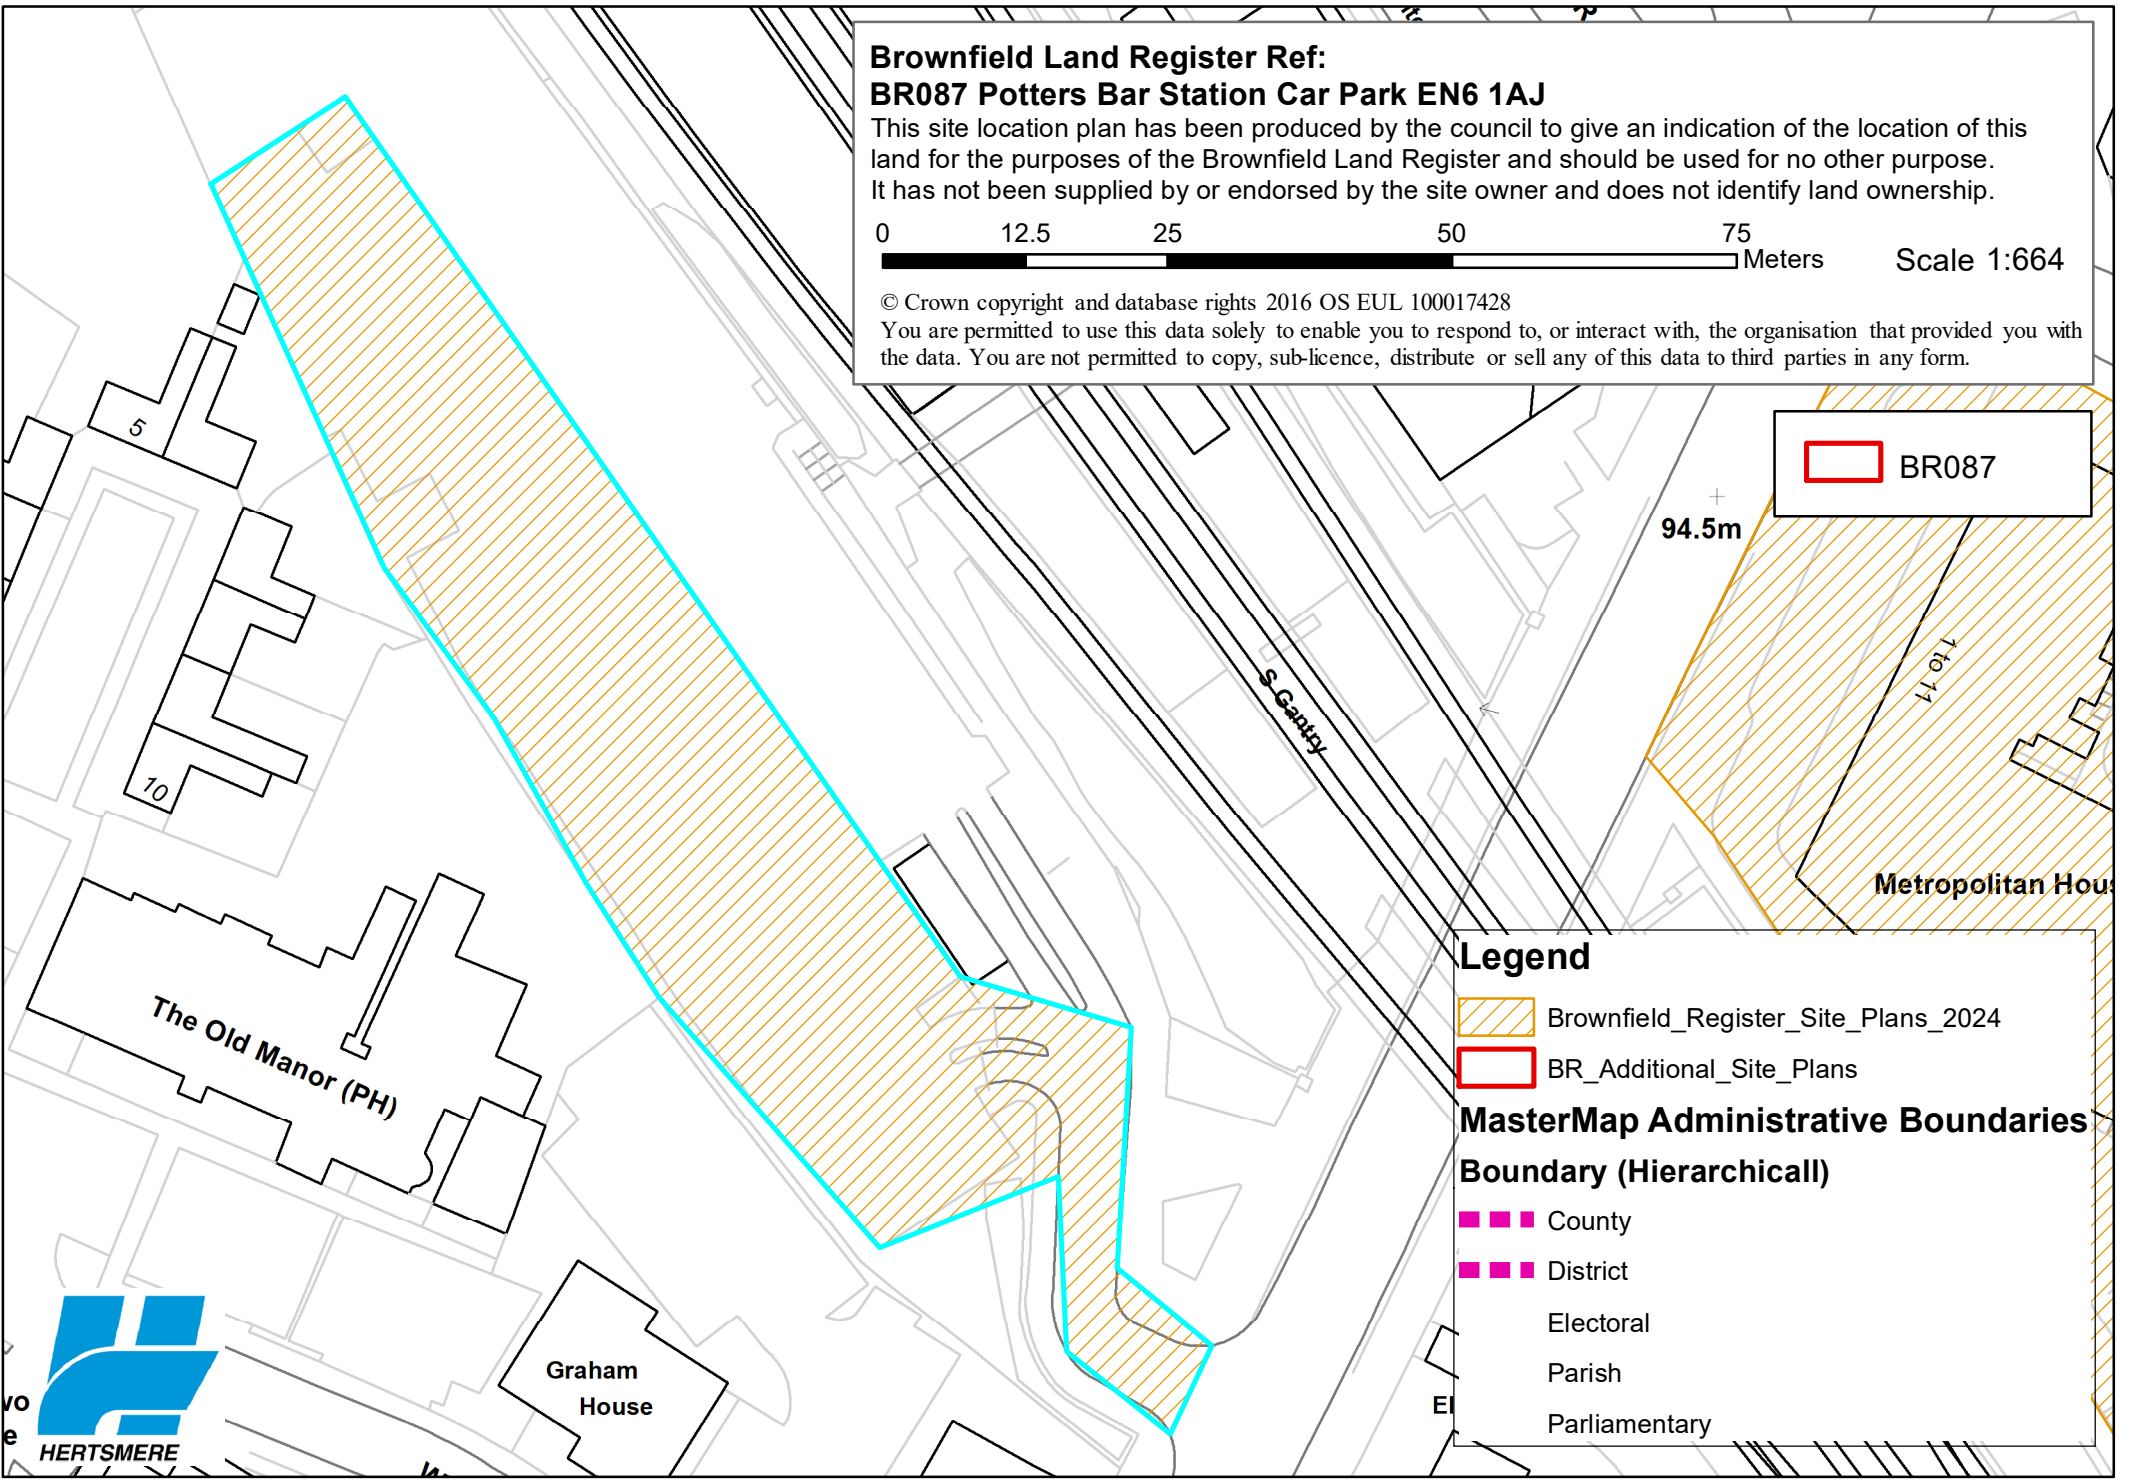 Brownfield Land Register Ref:
BR087 Potters Bar Station Car Park EN6 1AJ
This site location plan has been produced by the council to give an indication of the location of this
land for the purposes of the Brownfield Land Register and should be used for no other purpose.
It has not been supplied by or endorsed by the site owner and does not identify land ownership.
0 12.5 25 50 75
Meters
Scale 1:664
© Crown copyright and database rights 2016 OS EUL 100017428
You are permitted to use this data solely to enable you to respond to, or interact with, the organisation that provided you with
the data. You are not permitted to copy, sub-licence, distribute or sell any of this data to third parties in any form.
BR087
94.5m
5
1 to 11
S Gantry
10
Metropolitan Hous
The Old Manor (PH)
Legend
Brownfield_Register_Site_Plans_2024
BR_Additional_Site_Plans
MasterMap Administrative Boundaries
Boundary (Hierarchicall)
County
District
Electoral
Parish
Parliamentary
Graham
House
El
HERTSMERE